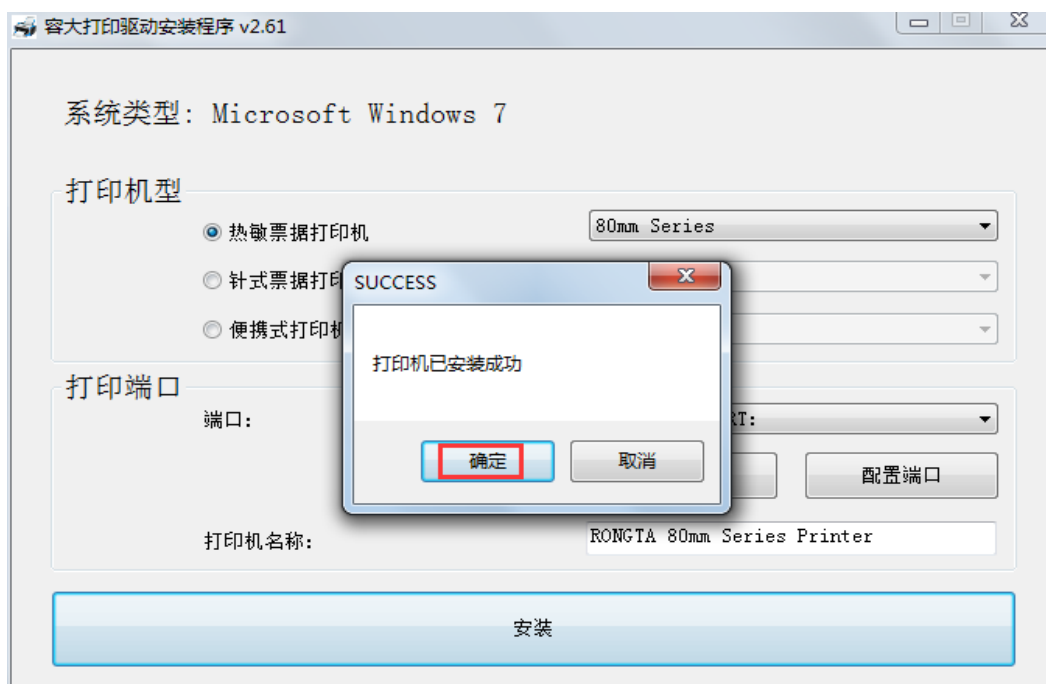 容大打印驱动安装程序 v2.61
系统类型: Microsoft Windows 7
打印机型
热敏票据打印机
80mm Series
针式票据打印
SUCCESS
便携式打印机
打印机已安装成功
打印端口
端口:
T:
确定
取消
配置端口
打印机名称:
RONGTA 80mm Series Printer
安装